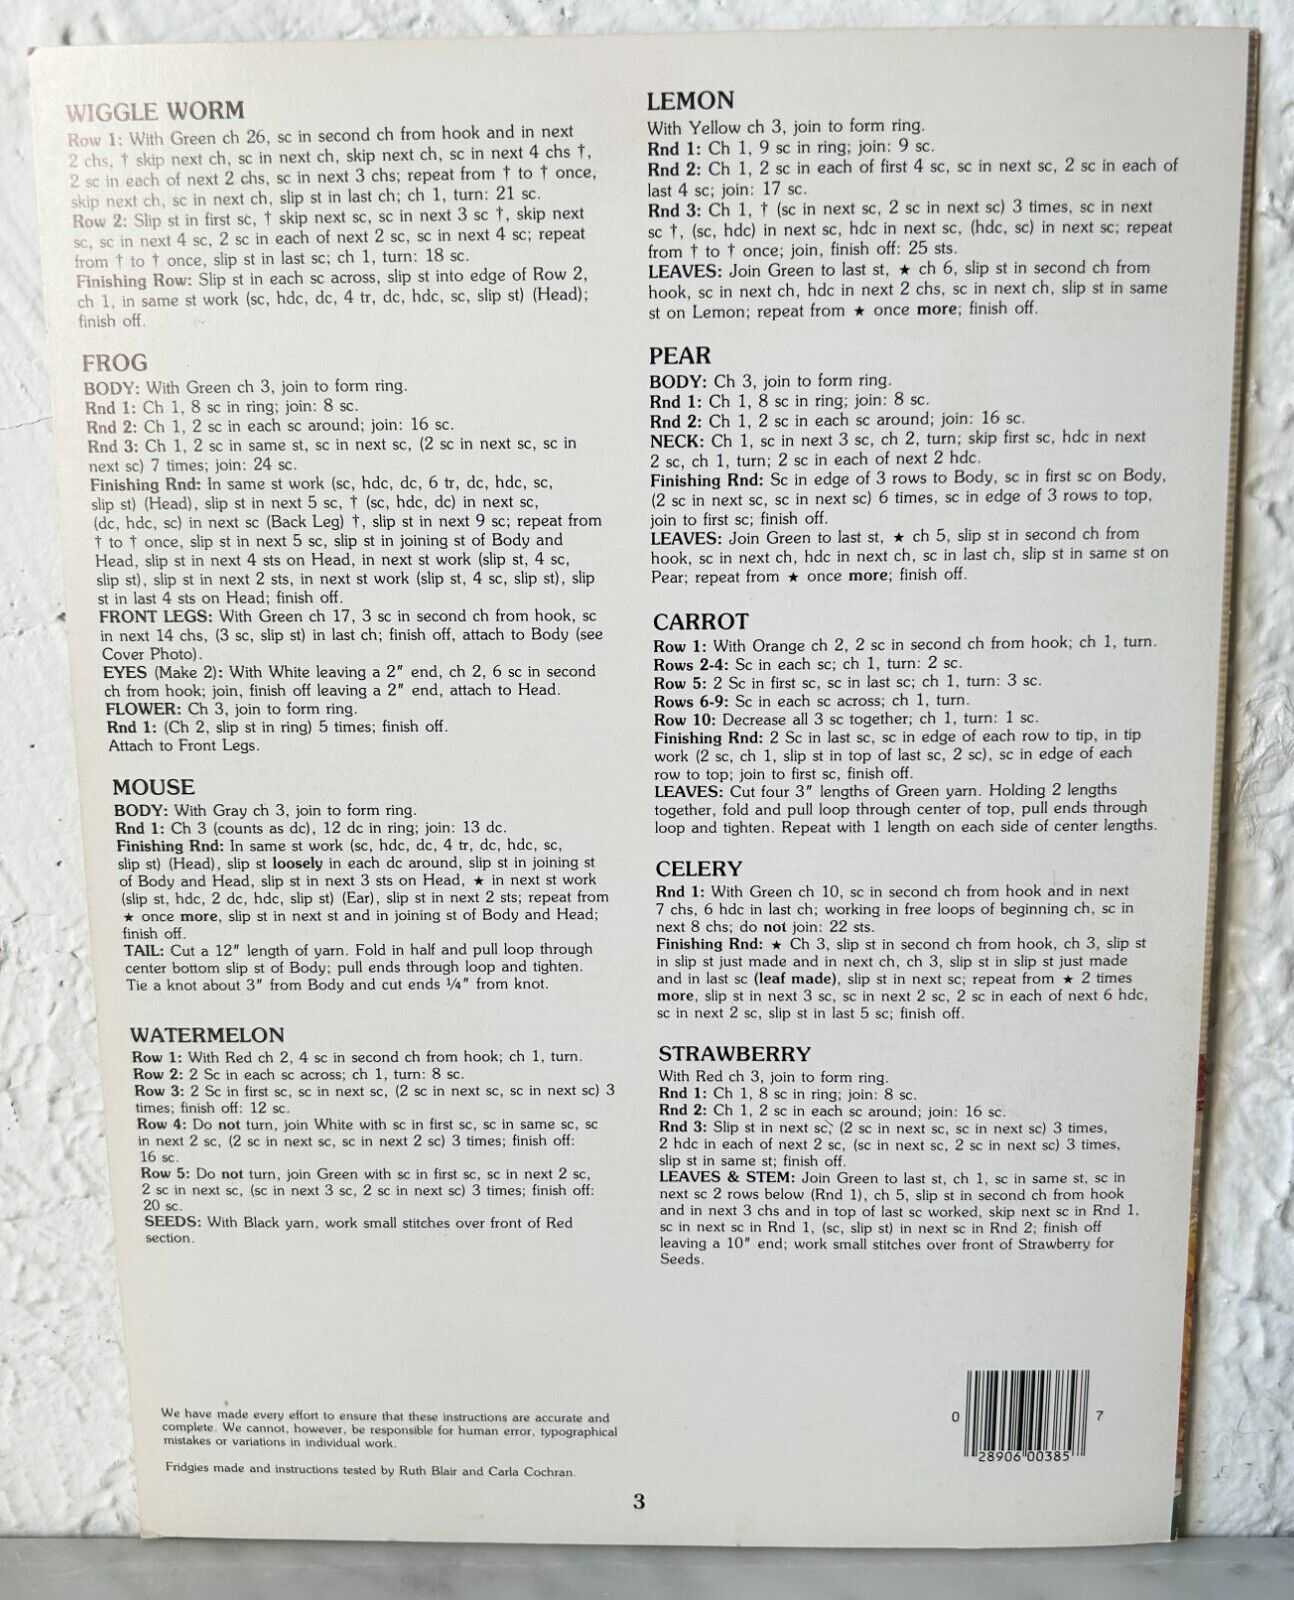 WIGGLE WORM
Row 1: With Green ch 26, sc in second ch from hook and in next
2 chs, † skip next ch, sc in next ch, skip next ch, sc in next 4 chs †,
2 sc in each of next 2 chs, sc in next 3 chs; repeat from † to † once,
skip next ch, sc in next ch, slip st in last ch; ch 1, turn: 21 sc.
Row 2: Slip st in first sc, † skip next sc, sc in next 3 sc †, skip next
sc, sc in next 4 sc, 2 sc in each of next 2 sc, sc in next 4 sc; repeat
from † to † once, slip st in last sc; ch 1, turn: 18 sc.
Finishing Row: Slip st in each sc across, slip st into edge of Row 2,
ch 1, in same st work (sc, hdc, dc, 4 tr, dc, hdc, sc, slip st) (Head);
finish off.
FROG
BODY: With Green ch 3, join to form ring.
Rnd 1: Ch 1, 8 sc in ring; join: 8 sc.
Rnd 2: Ch 1, 2 sc in each sc around; join: 16 sc.
Rnd 3: Ch 1, 2 sc in same st, sc in next sc, (2 sc in next sc, sc in
next sc) 7 times; join: 24 sc.
Finishing Rnd: In same st work (sc, hdc, dc, 6 tr, dc, hdc, sc,
slip st) (Head), slip st in next 5 sc, † (sc, hdc, dc) in next sc,
(dc, hdc, sc) in next sc (Back Leg) †, slip st in next 9 sc; repeat from
† to † once, slip st in next 5 sc, slip st in joining st of Body and
Head, slip st in next 4 sts on Head, in next st work (slip st, 4 sc,
slip st), slip st in next 2 sts, in next st work (slip st, 4 sc, slip st), slip
st in last 4 sts on Head; finish off.
FRONT LEGS: With Green ch 17, 3 sc in second ch from hook, sc
in next 14 chs, (3 sc, slip st) in last ch; finish off, attach to Body (see
Cover Photo).
EYES (Make 2): With White leaving a 2" end, ch 2, 6 sc in second
ch from hook; join, finish off leaving a 2" end, attach to Head.
FLOWER: Ch 3, join to form ring.
Rnd 1: (Ch 2, slip st in ring) 5 times; finish off.
Attach to Front Legs.
MOUSE
BODY: With Gray ch 3, join to form ring.
Rnd 1: Ch 3 (counts as dc), 12 dc in ring; join: 13 dc.
Finishing Rnd: In same st work (sc, hdc, dc, 4 tr, dc, hdc, sc,
slip st) (Head), slip st loosely in each dc around, slip st in joining st
of Body and Head, slip st in next 3 sts on Head, ★ in next st work
(slip st, hdc, 2 dc, hdc, slip st) (Ear), slip st in next 2 sts; repeat from
★ once more, slip st in next st and in joining st of Body and Head;
finish off.
TAIL: Cut a 12" length of yarn. Fold in half and pull loop through
center bottom slip st of Body; pull ends through loop and tighten.
Tie a knot about 3" from Body and cut ends ¼" from knot.
WATERMELON
Row 1: With Red ch 2, 4 sc in second ch from hook; ch 1, turn.
Row 2: 2 Sc in each sc across; ch 1, turn: 8 sc.
Row 3: 2 Sc in first sc, sc in next sc, (2 sc in next sc, sc in next sc) 3
times; finish off: 12 sc.
Row 4: Do not turn, join White with sc in first sc, sc in same sc, sc
in next 2 sc, (2 sc in next sc, sc in next 2 sc) 3 times; finish off:
16 sc.
Row 5: Do not turn, join Green with sc in first sc, sc in next 2 sc,
2 sc in next sc, (sc in next 3 sc, 2 sc in next sc) 3 times; finish off:
20 sc.
SEEDS: With Black yarn, work small stitches over front of Red
section.
We have made every effort to ensure that these instructions are accurate and
complete. We cannot, however, be responsible for human error, typographical
mistakes or variations in individual work.
Fridgies made and instructions tested by Ruth Blair and Carla Cochran.
LEMON
With Yellow ch 3, join to form ring.
Rnd 1: Ch 1, 9 sc in ring; join: 9 sc.
Rnd 2: Ch 1, 2 sc in each of first 4 sc, sc in next sc, 2 sc in each of
last 4 sc; join: 17 sc.
Rnd 3: Ch 1, † (sc in next sc, 2 sc in next sc) 3 times, sc in next
sc †, (sc, hdc) in next sc, hdc in next sc, (hdc, sc) in next sc; repeat
from † to † once; join, finish off: 25 sts.
LEAVES: Join Green to last st, ★ ch 6, slip st in second ch from
hook, sc in next ch, hdc in next 2 chs, sc in next ch, slip st in same
st on Lemon; repeat from ★ once more; finish off.
PEAR
BODY: Ch 3, join to form ring.
Rnd 1: Ch 1, 8 sc in ring; join: 8 sc.
Rnd 2: Ch 1, 2 sc in each sc around; join: 16 sc.
NECK: Ch 1, sc in next 3 sc, ch 2, turn; skip first sc, hdc in next
2 sc, ch 1, turn; 2 sc in each of next 2 hdc.
Finishing Rnd: Sc in edge of 3 rows to Body, sc in first sc on Body,
(2 sc in next sc, sc in next sc) 6 times, sc in edge of 3 rows to top,
join to first sc; finish off.
LEAVES: Join Green to last st, ★ ch 5, slip st in second ch from
hook, sc in next ch, hdc in next ch, sc in last ch, slip st in same st on
Pear; repeat from ★ once more; finish off.
CARROT
Row 1: With Orange ch 2, 2 sc in second ch from hook; ch 1, turn.
Rows 2-4: Sc in each sc; ch 1, turn: 2 sc.
Row 5: 2 Sc in first sc, sc in last sc; ch 1, turn: 3 sc.
Rows 6-9: Sc in each sc across; ch 1, turn.
Row 10: Decrease all 3 sc together; ch 1, turn: 1 sc.
Finishing Rnd: 2 Sc in last sc, sc in edge of each row to tip, in tip
work (2 sc, ch 1, slip st in top of last sc, 2 sc), sc in edge of each
row to top; join to first sc, finish off.
LEAVES: Cut four 3" lengths of Green yarn. Holding 2 lengths
together, fold and pull loop through center of top, pull ends through
loop and tighten. Repeat with 1 length on each side of center lengths.
CELERY
Rnd 1: With Green ch 10, sc in second ch from hook and in next
7 chs, 6 hdc in last ch; working in free loops of beginning ch, sc in
next 8 chs; do not join: 22 sts.
Finishing Rnd: ★ Ch 3, slip st in second ch from hook, ch 3, slip st
in slip st just made and in next ch, ch 3, slip st in slip st just made
and in last sc (leaf made), slip st in next sc; repeat from ★ 2 times
more, slip st in next 3 sc, sc in next 2 sc, 2 sc in each of next 6 hdc,
sc in next 2 sc, slip st in last 5 sc; finish off.
STRAWBERRY
With Red ch 3, join to form ring.
Rnd 1: Ch 1, 8 sc in ring; join: 8 sc.
Rnd 2: Ch 1, 2 sc in each sc around; join: 16 sc.
Rnd 3: Slip st in next sc, (2 sc in next sc, sc in next sc) 3 times,
2 hdc in each of next 2 sc, (sc in next sc, 2 sc in next sc) 3 times,
slip st in same st; finish off.
LEAVES & STEM: Join Green to last st, ch 1, sc in same st, sc in
next sc 2 rows below (Rnd 1), ch 5, slip st in second ch from hook
and in next 3 chs and in top of last sc worked, skip next sc in Rnd 1,
sc in next sc in Rnd 1, (sc, slip st) in next sc in Rnd 2; finish off
leaving a 10" end; work small stitches over front of Strawberry for
Seeds.
0 28906 00385 7
3